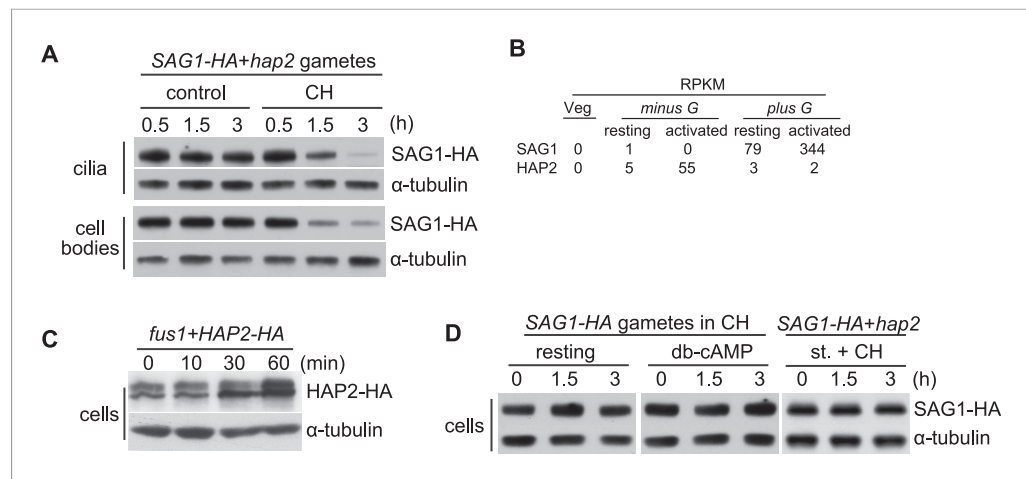 A
SAG1-HA+hap2 gametes
control CH
0.5 1.5 3 0.5 1.5 3 (h)
cilia
SAG1-HA
α-tubulin
cell bodies
SAG1-HA
α-tubulin
B
RPKM
Veg minus G plus G
resting activated resting activated
SAG1 0 1 0 79 344
HAP2 0 5 55 3 2
C
fus1+HAP2-HA
0 10 30 60 (min)
cells
HAP2-HA
α-tubulin
D
SAG1-HA gametes in CH SAG1-HA+hap2
resting db-cAMP st. + CH
0 1.5 3 0 1.5 3 0 1.5 3 (h)
cells
SAG1-HA
α-tubulin